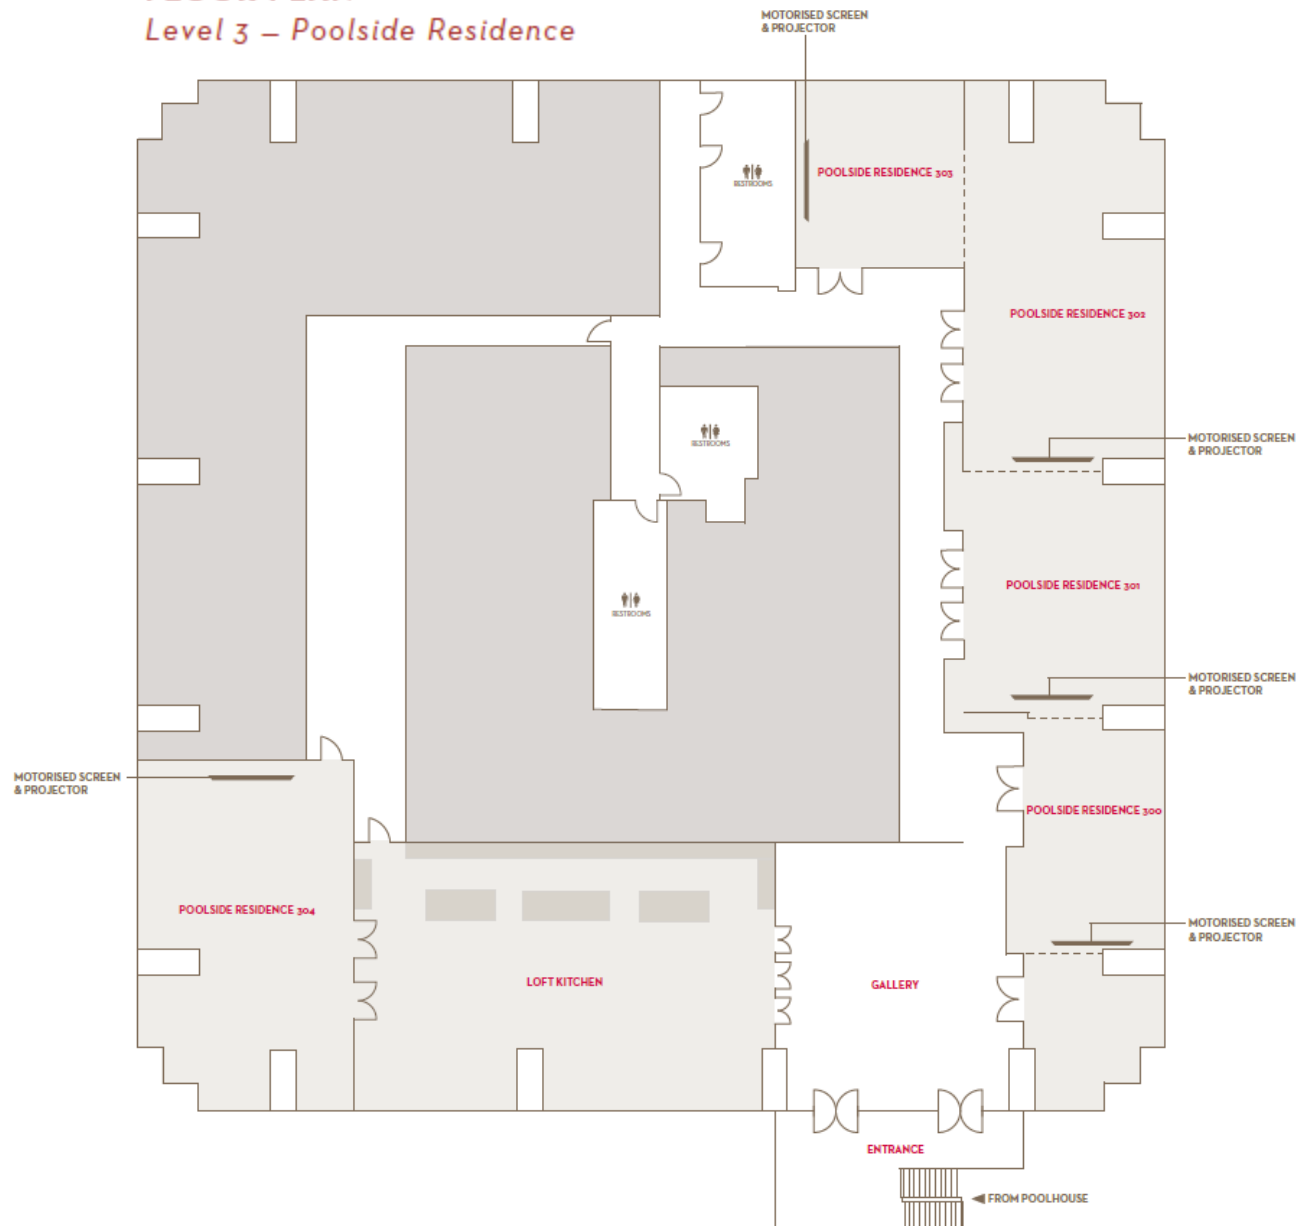 Level 3 – Poolside Residence
MOTORISED SCREEN
& PROJECTOR
RESTROOMS
POOLSIDE RESIDENCE 303
POOLSIDE RESIDENCE 302
RESTROOMS
MOTORISED SCREEN
& PROJECTOR
RESTROOMS
POOLSIDE RESIDENCE 301
MOTORISED SCREEN
& PROJECTOR
MOTORISED SCREEN
& PROJECTOR
POOLSIDE RESIDENCE 300
POOLSIDE RESIDENCE 304
MOTORISED SCREEN
& PROJECTOR
LOFT KITCHEN
GALLERY
ENTRANCE
FROM POOLHOUSE